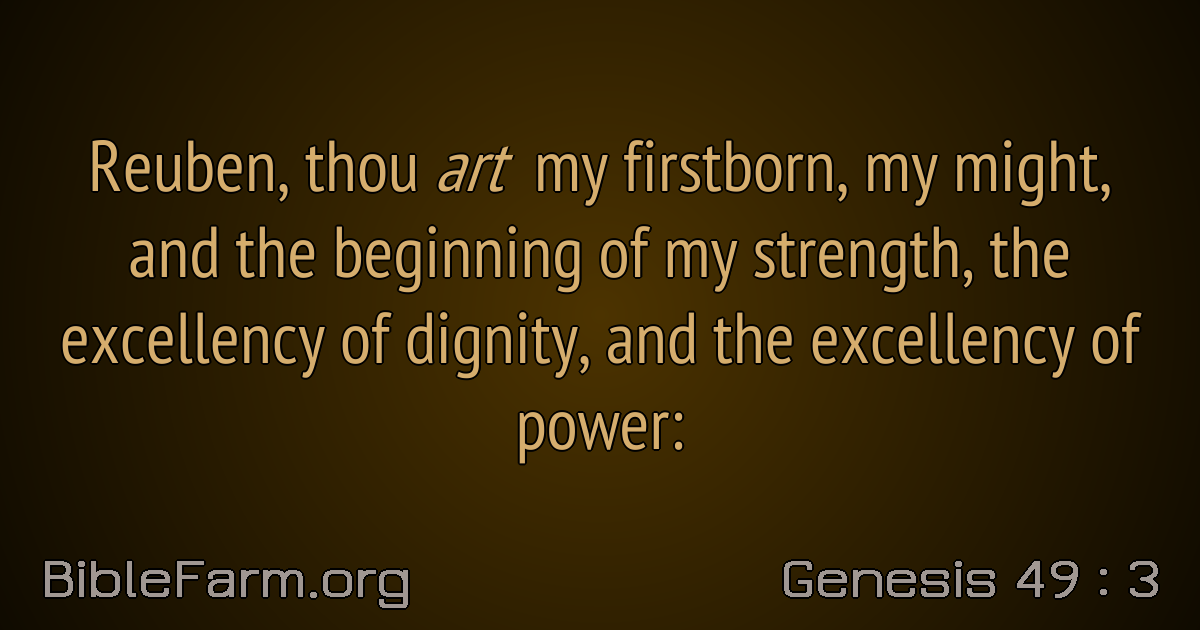 Reuben, thou art my firstborn, my might,
and the beginning of my strength, the
excellency of dignity, and the excellency of
power:
BibleFarm.org
Genesis 49 : 3